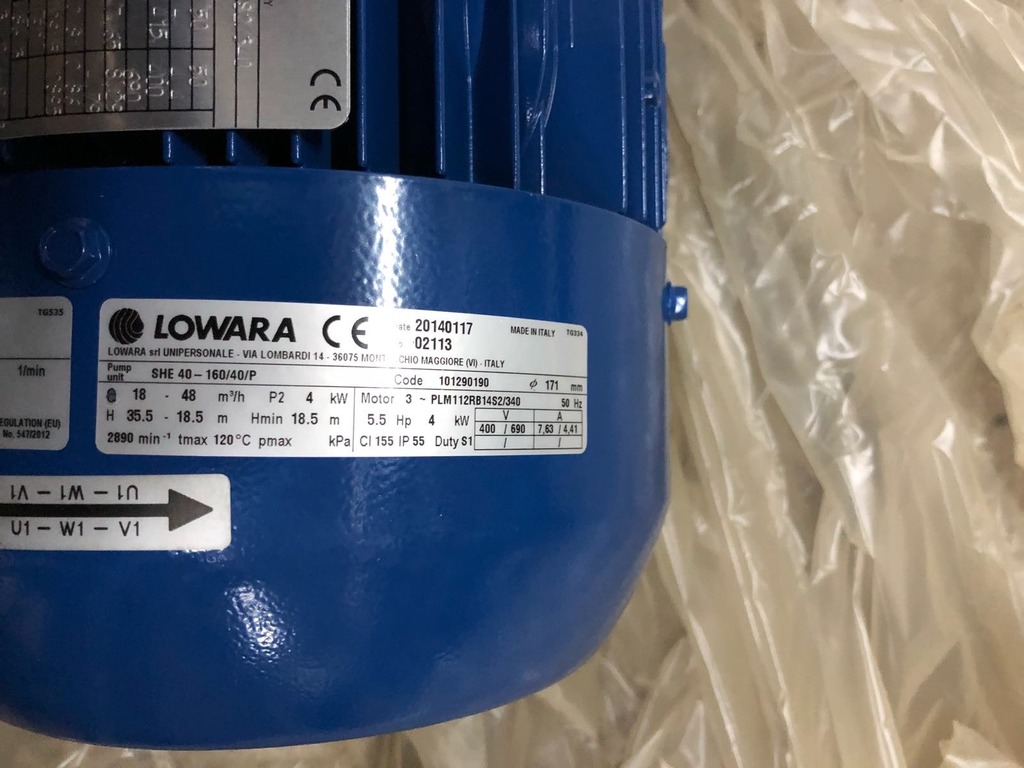 CE
TG535
1/min
EGULATION (EU)
No. 547/2012
LOWARA CE ate 20140117 MADE IN ITALY TG334
02113
LOWARA srl UNIPERSONALE - VIA LOMBARDI 14 - 36075 MONT CHIO MAGGIORE (VI) - ITALY
Pump unit SHE 40-160/40/P Code 101290190 ϕ 171 mm
Q 18 - 48 m³/h P2 4 kW Motor 3 ~ PLM112RB14S2/340 50 Hz
H 35.5 - 18.5 m Hmin 18.5 m 5.5 Hp 4 kW V A
400 / 690 7,63 / 4,41
2890 min⁻¹ tmax 120°C pmax kPa Cl 155 IP 55 Duty S1 / /
U1 - W1 - V1
U1 - W1 - V1